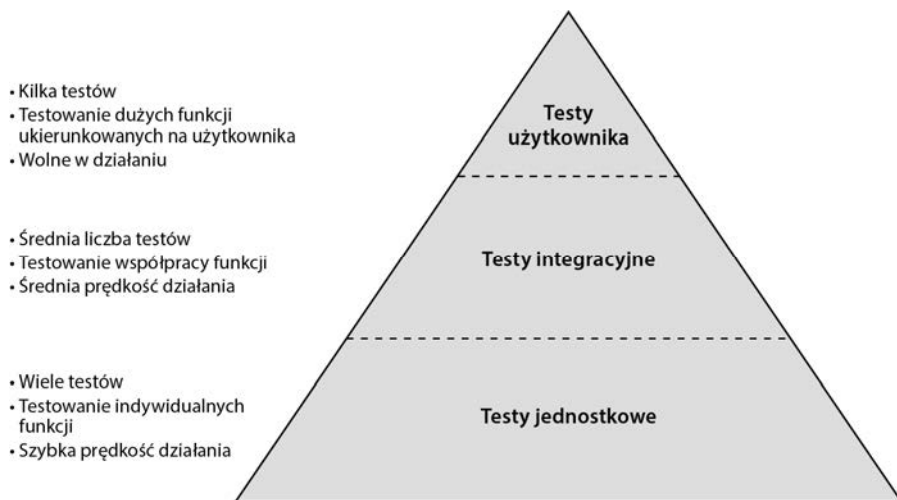 • Kilka testów
• Testowanie dużych funkcji
ukierunkowanych na użytkownika
• Wolne w działaniu
Testy
użytkownika
• Średnia liczba testów
• Testowanie współpracy funkcji
• Średnia prędkość działania
Testy integracyjne
• Wiele testów
• Testowanie indywidualnych
funkcji
• Szybka prędkość działania
Testy jednostkowe